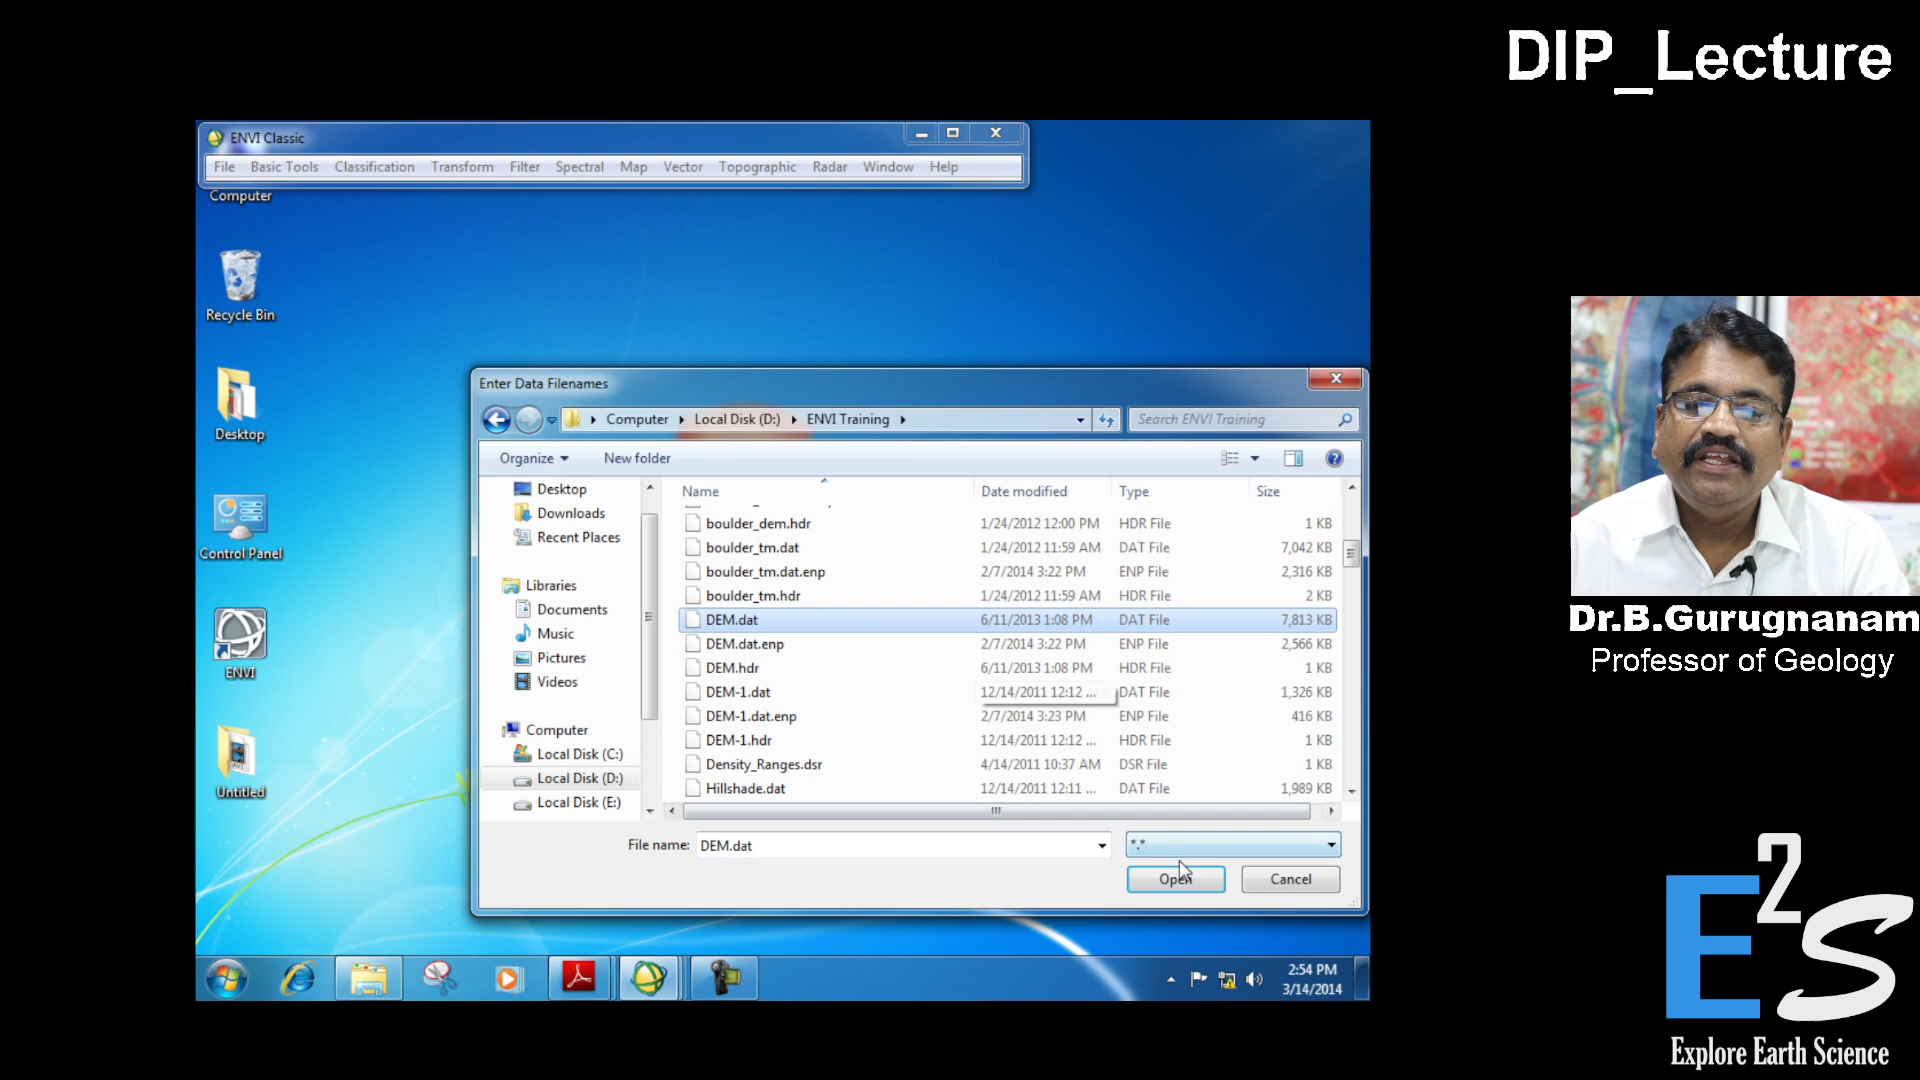 DIP_Lecture
ENVI Classic
File Basic Tools Classification Transform Filter Spectral Map Vector Topographic Radar Window Help
Computer
Recycle Bin
Desktop
Control Panel
ENVI
Untitled
Enter Data Filenames
Computer Local Disk (D:) ENVI Training
Search ENVI Training
Organize New folder
Desktop
Downloads
Recent Places
Libraries
Documents
Music
Pictures
Videos
Computer
Local Disk (C:)
Local Disk (D:)
Local Disk (E:)
Name Date modified Type Size
boulder_dem.hdr 1/24/2012 12:00 PM HDR File 1 KB
boulder_tm.dat 1/24/2012 11:59 AM DAT File 7,042 KB
boulder_tm.dat.enp 2/7/2014 3:22 PM ENP File 2,316 KB
boulder_tm.hdr 1/24/2012 11:59 AM HDR File 2 KB
DEM.dat 6/11/2013 1:08 PM DAT File 7,813 KB
DEM.dat.enp 2/7/2014 3:22 PM ENP File 2,566 KB
DEM.hdr 6/11/2013 1:08 PM HDR File 1 KB
DEM-1.dat 12/14/2011 12:12 ... DAT File 1,326 KB
DEM-1.dat.enp 2/7/2014 3:23 PM ENP File 416 KB
DEM-1.hdr 12/14/2011 12:12 ... HDR File 1 KB
Density_Ranges.dsr 4/14/2011 10:37 AM DSR File 1 KB
Hillshade.dat 12/14/2011 12:11 ... DAT File 1,989 KB
File name: DEM.dat *.*
Open Cancel
2:54 PM
3/14/2014
Dr.B.Gurugnanam
Professor of Geology
E2S
Explore Earth Science